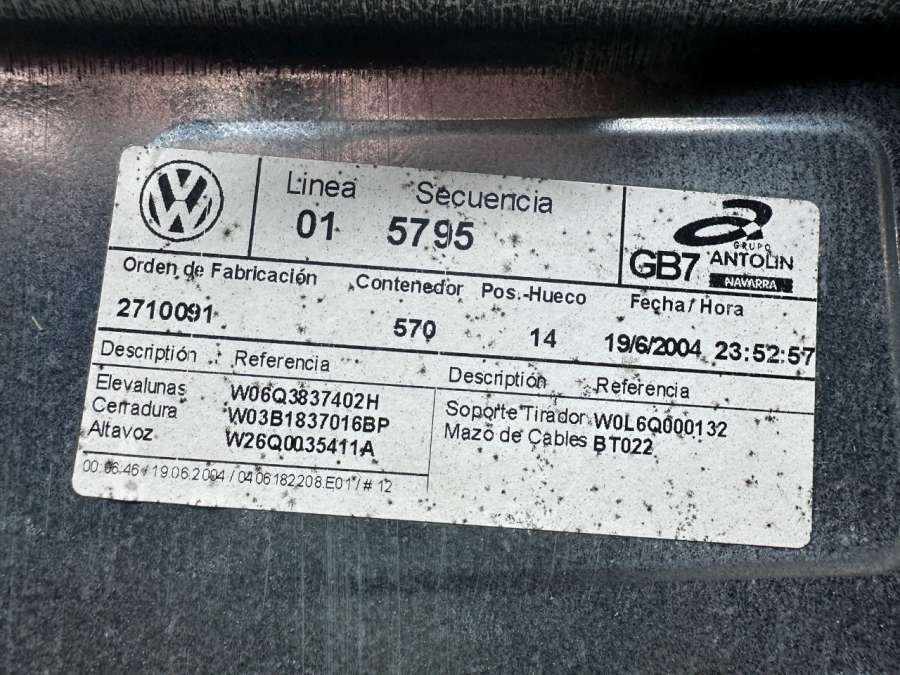 Linea Secuencia
01 5795
GRUPO
GB7 ANTOLIN
NAVARRA
Orden de Fabricación Contenedor Pos.-Hueco Fecha/Hora
2710091 570 14 19/6/2004 23:52:57
Descriptión Referencia Descriptión Referencia
Elevalunas W06Q3837402H
Cerradura W03B1837016BP
Altavoz W26Q0035411A
Soporte Tirador W0L6Q000132
Mazo de Cables BT022
00:06:46 / 19.06.2004 / 0406182208.E01 / # 12